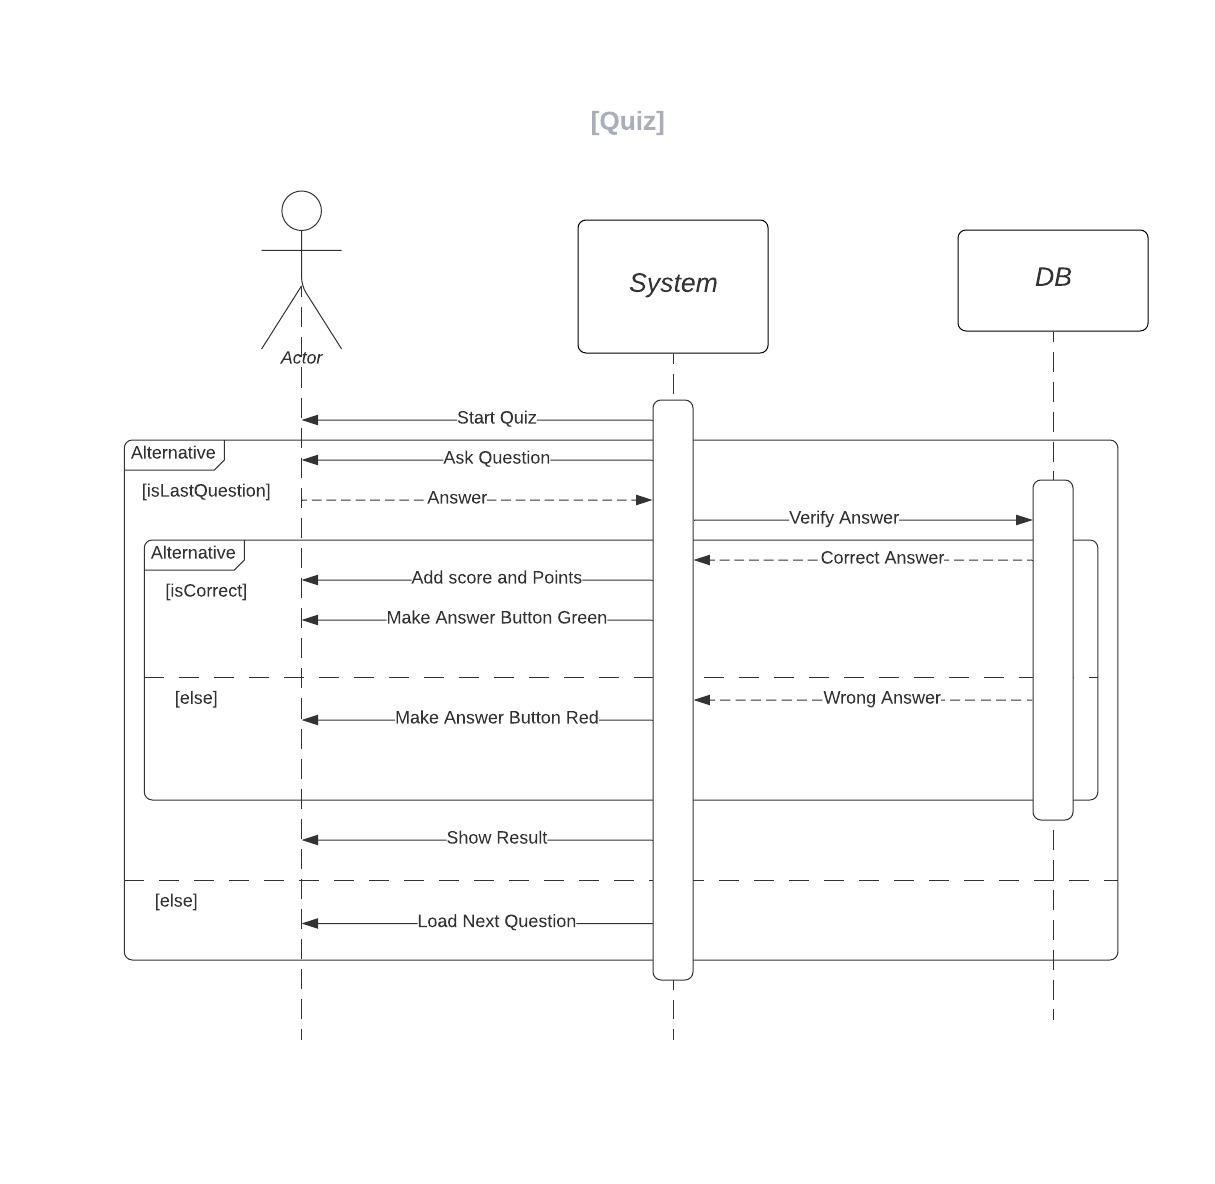 [Quiz]
System
DB
Actor
Start Quiz
Alternative
Ask Question
[isLastQuestion]
Answer
Verify Answer
Alternative
Correct Answer
[isCorrect]
Add score and Points
Make Answer Button Green
[else]
Wrong Answer
Make Answer Button Red
Show Result
[else]
Load Next Question